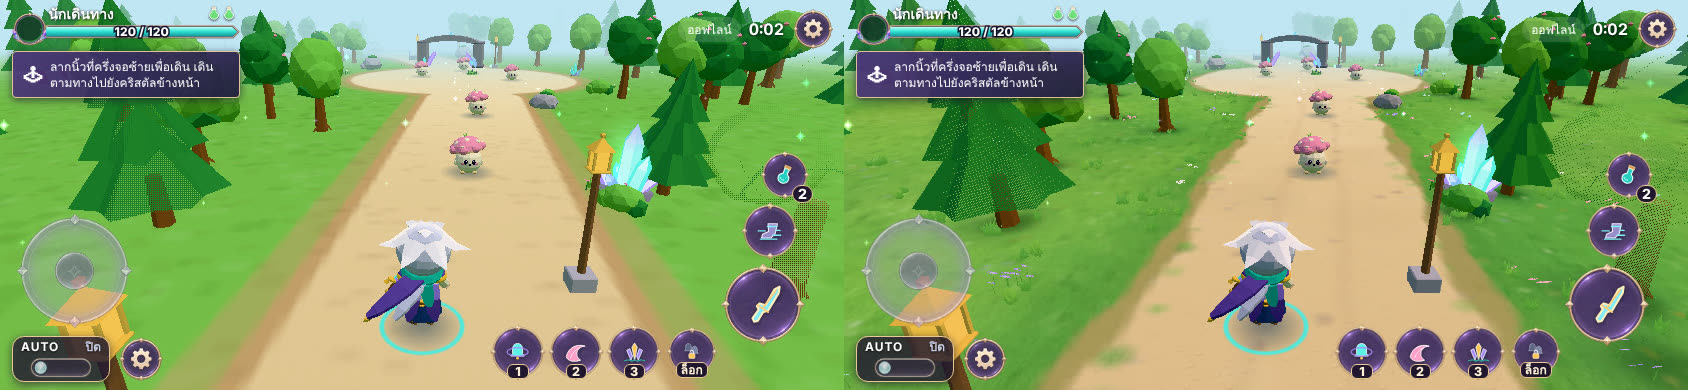 นักเดินทาง
120 / 120
ออฟไลน์ 0:02
ลากนิ้วที่ครึ่งจอซ้ายเพื่อเดิน เดิน
ตามทางไปยังคริสตัลข้างหน้า
2
AUTO ปิด
1
2
3
ล็อก
นักเดินทาง
120 / 120
ออฟไลน์ 0:02
ลากนิ้วที่ครึ่งจอซ้ายเพื่อเดิน เดิน
ตามทางไปยังคริสตัลข้างหน้า
2
AUTO ปิด
1
2
3
ล็อก